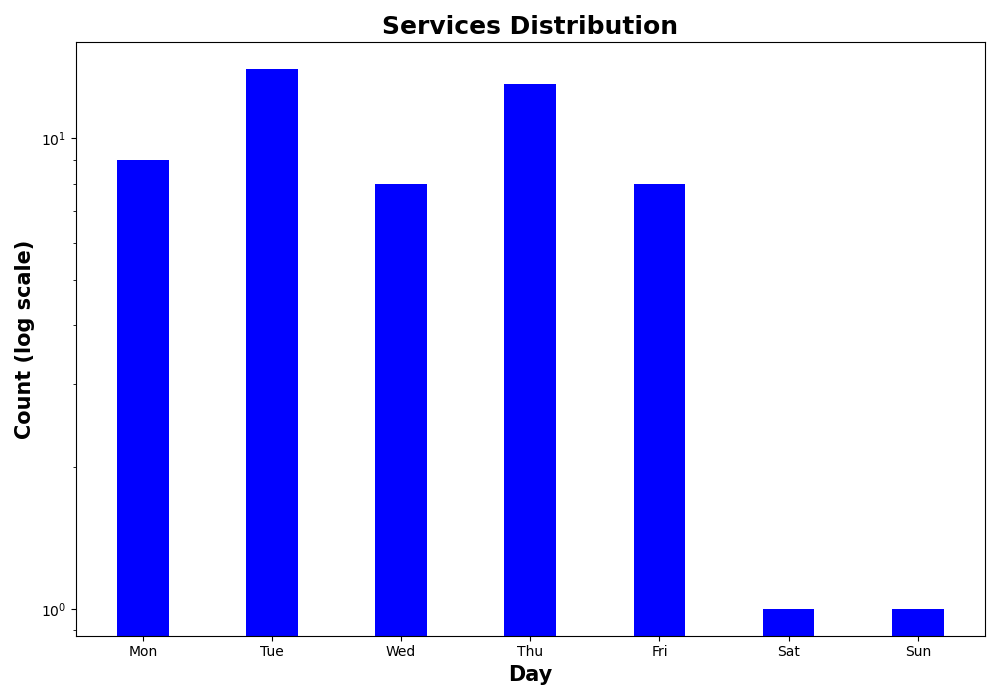 Services Distribution
Count (log scale)
10¹
10⁰
Mon Tue Wed Thu Fri Sat Sun
Day